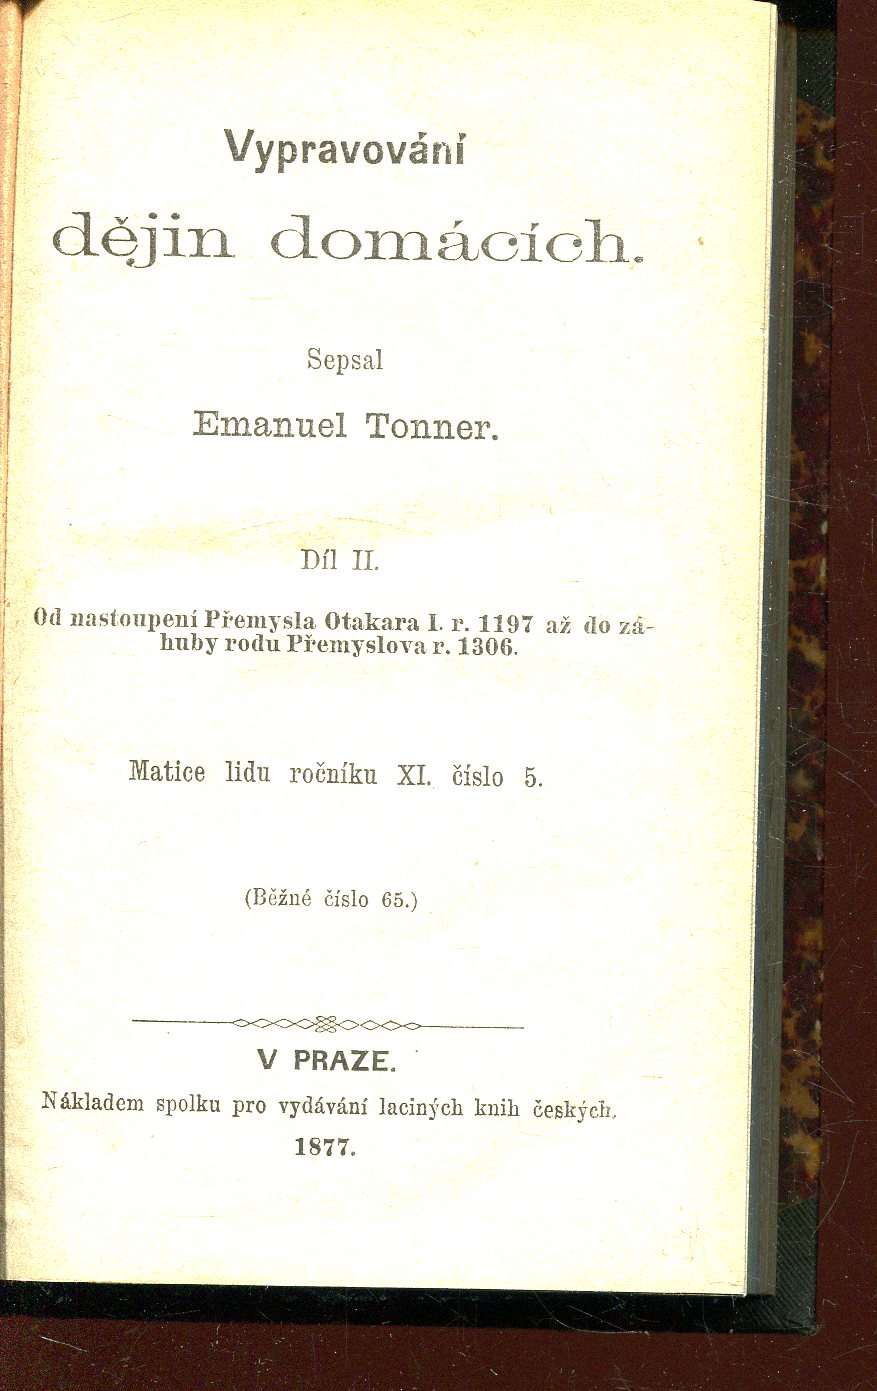 Vypravování
dějin domácích.
Sepsal
Emanuel Tonner.
Díl II.
Od nastoupení Přemysla Otakara I. r. 1197 až do zá-
huby rodu Přemyslova r. 1306.
Matice lidu ročníku XI. číslo 5.
(Běžné číslo 65.)
V PRAZE.
Nákladem spolku pro vydávání laciných knih českých.
1877.